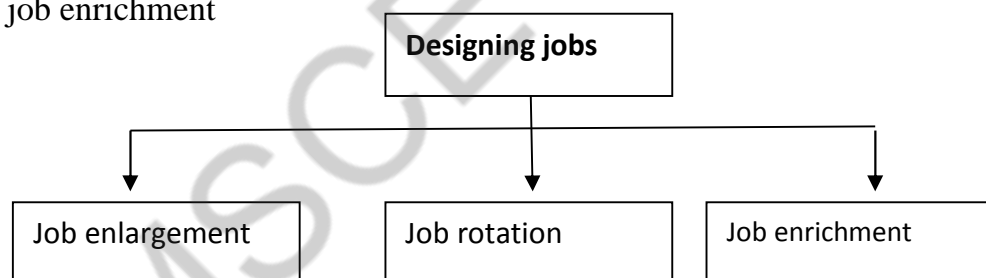 job enrichment
Designing jobs
Job enlargement
Job rotation
Job enrichment